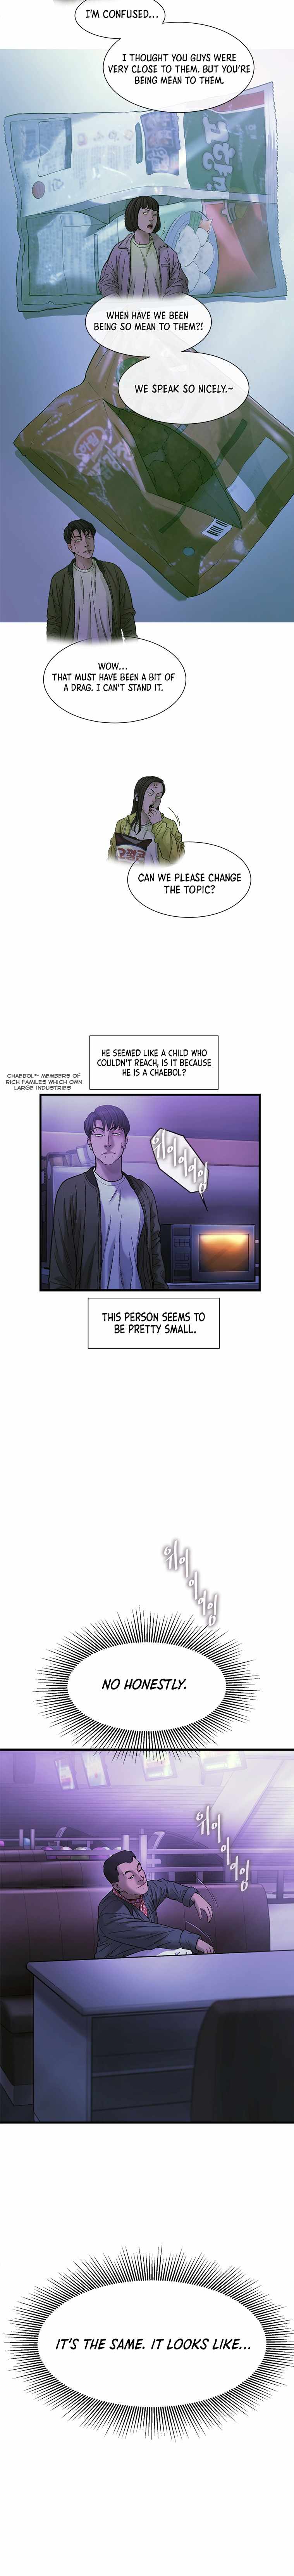 I'M CONFUSED...
I THOUGHT YOU GUYS WERE
VERY CLOSE TO THEM. BUT YOU'RE
BEING MEAN TO THEM.
WHEN HAVE WE BEEN
BEING SO MEAN TO THEM?!
WE SPEAK SO NICELY.~
WOW...
THAT MUST HAVE BEEN A BIT OF
A DRAG. I CAN'T STAND IT.
CAN WE PLEASE CHANGE
THE TOPIC?
HE SEEMED LIKE A CHILD WHO
COULDN'T REACH, IS IT BECAUSE
HE IS A CHAEBOL?
CHAEBOL*- MEMBERS OF
RICH FAMILES WHICH OWN
LARGE INDUSTRIES
위이이이잉
THIS PERSON SEEMS TO
BE PRETTY SMALL.
위이이이잉
NO HONESTLY.
위이이이잉
IT'S THE SAME. IT LOOKS LIKE...